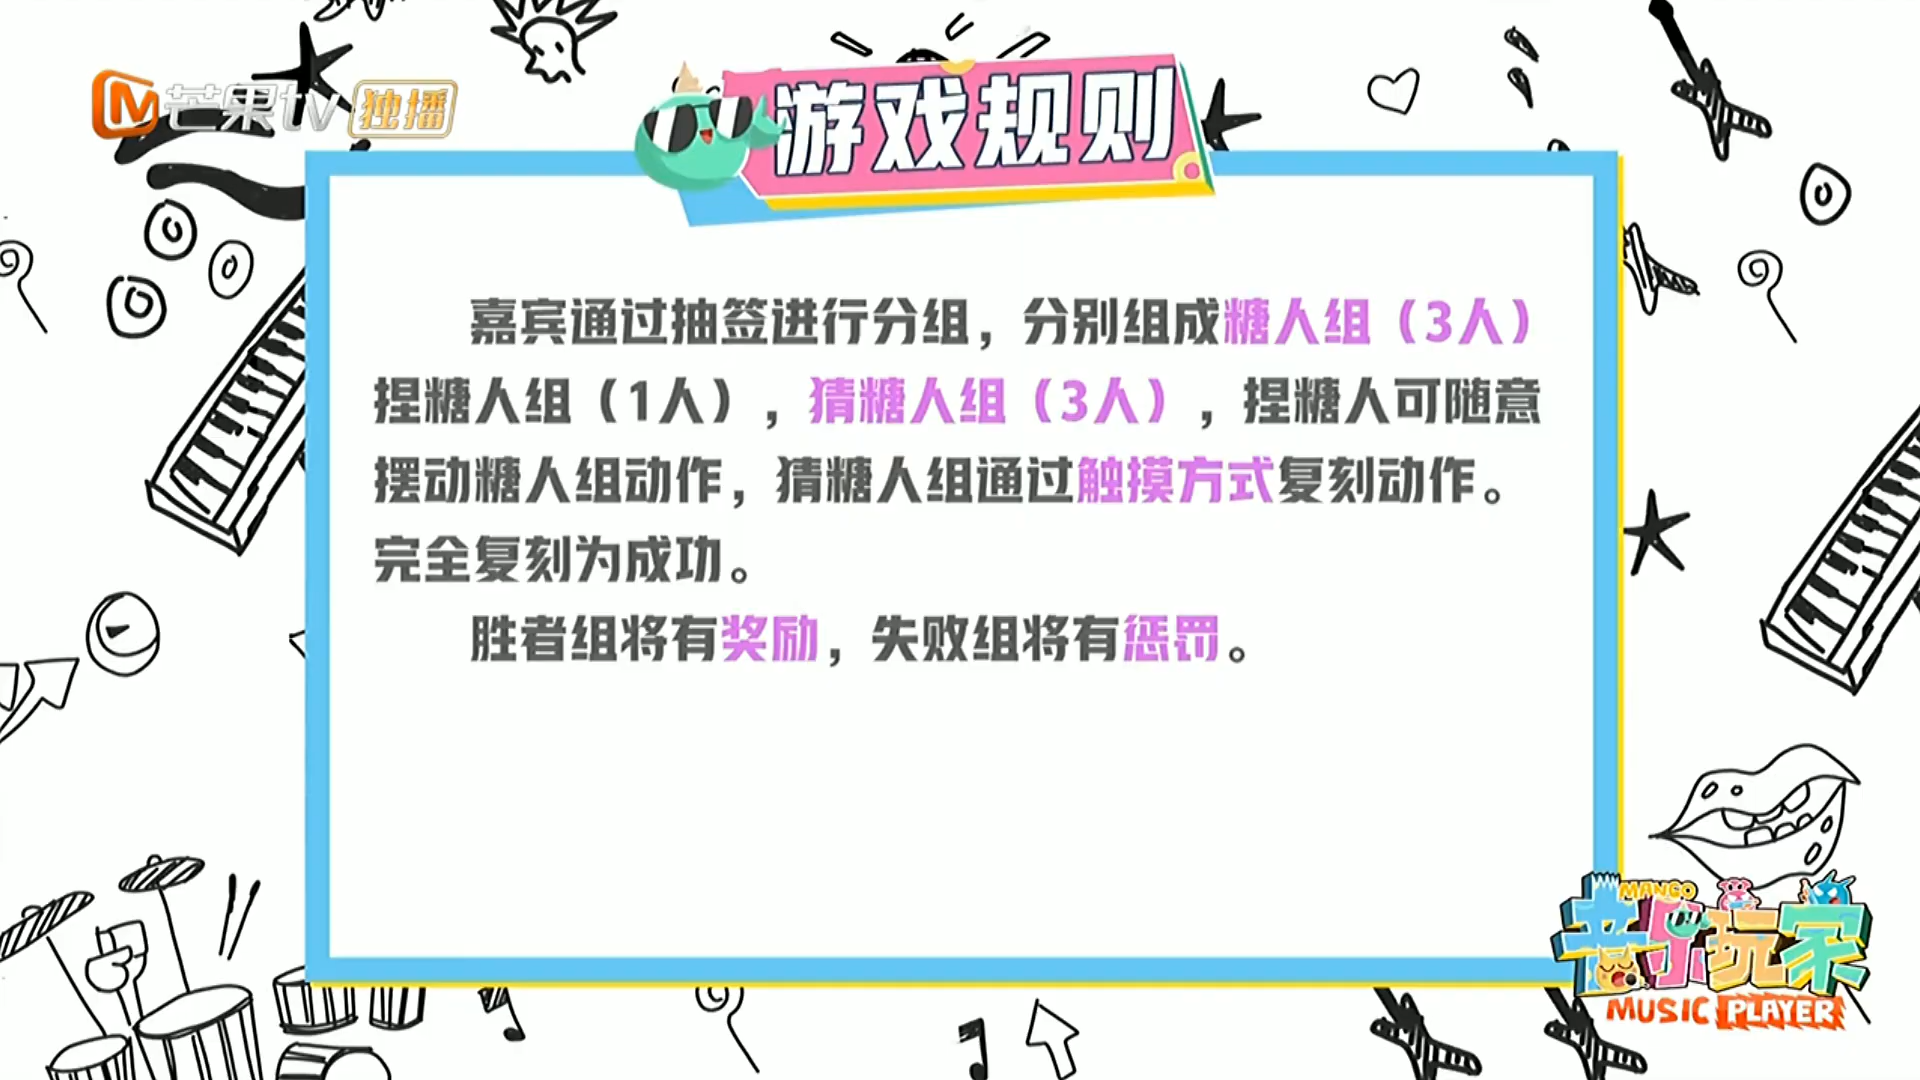 芒果tv 独播
游戏规则
嘉宾通过抽签进行分组，分别组成糖人组（3人）
捏糖人组（1人），猜糖人组（3人），捏糖人可随意
摆动糖人组动作，猜糖人组通过触摸方式复刻动作。
完全复刻为成功。
胜者组将有奖励，失败组将有惩罚。
MANGO
音乐玩家
MUSIC PLAYER